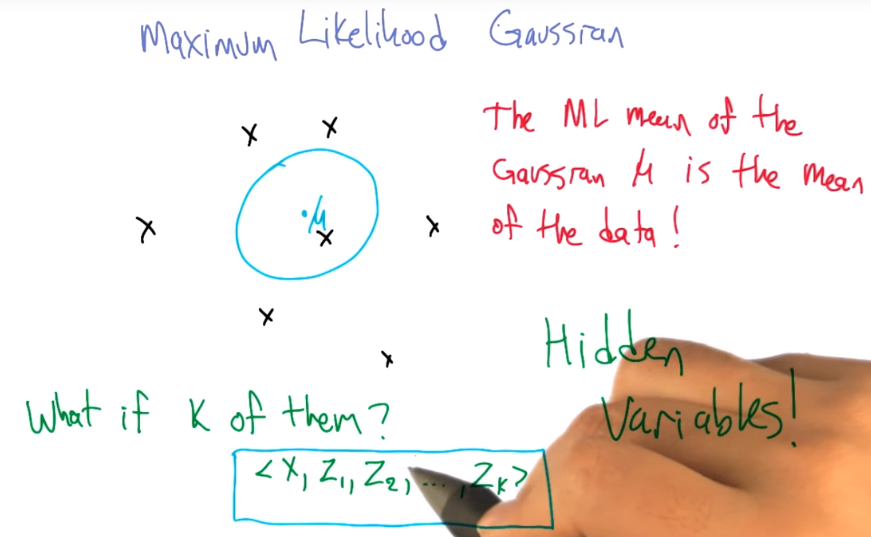 Maximum Likelihood Gaussian
The ML mean of the
Gaussian μ is the mean
of the data!
x x
x μ x x
x
x
Hidden
Variables!
What if K of them?
<x, z₁, z₂, ..., zₖ>